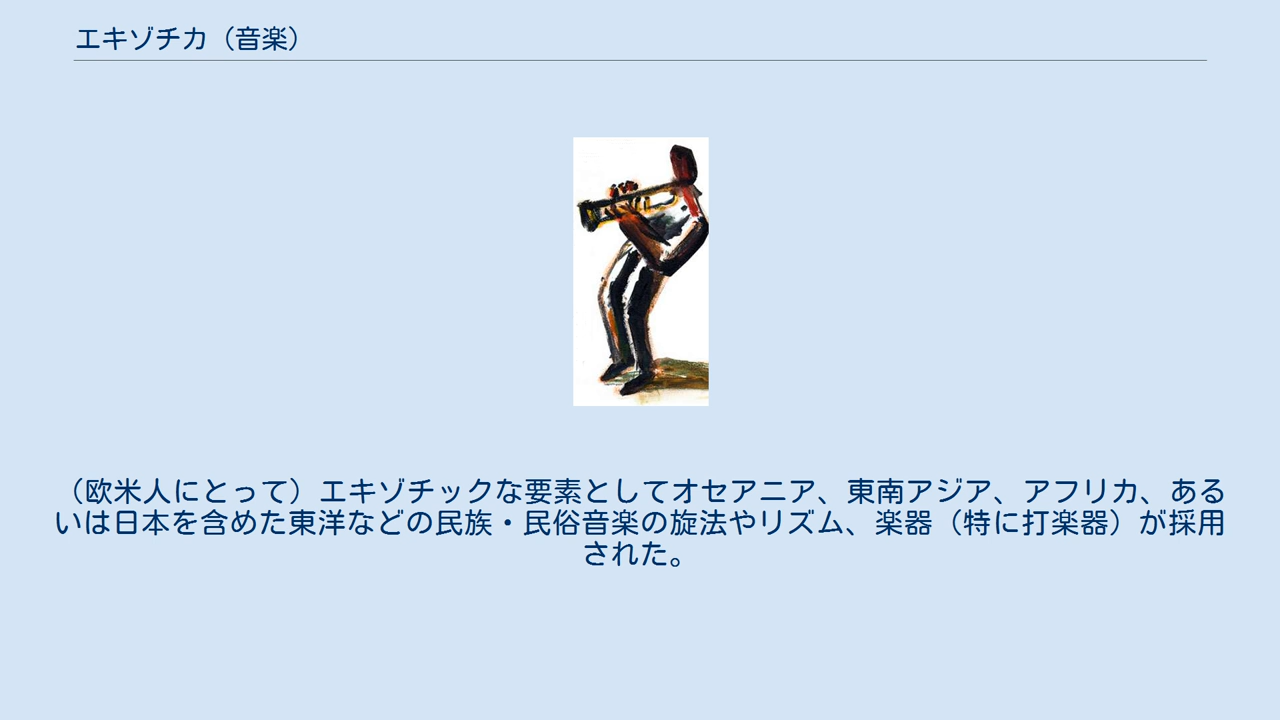 エキゾチカ（音楽）
（欧米人にとって）エキゾチックな要素としてオセアニア、東南アジア、アフリカ、ある
いは日本を含めた東洋などの民族・民俗音楽の旋法やリズム、楽器（特に打楽器）が採用
された。